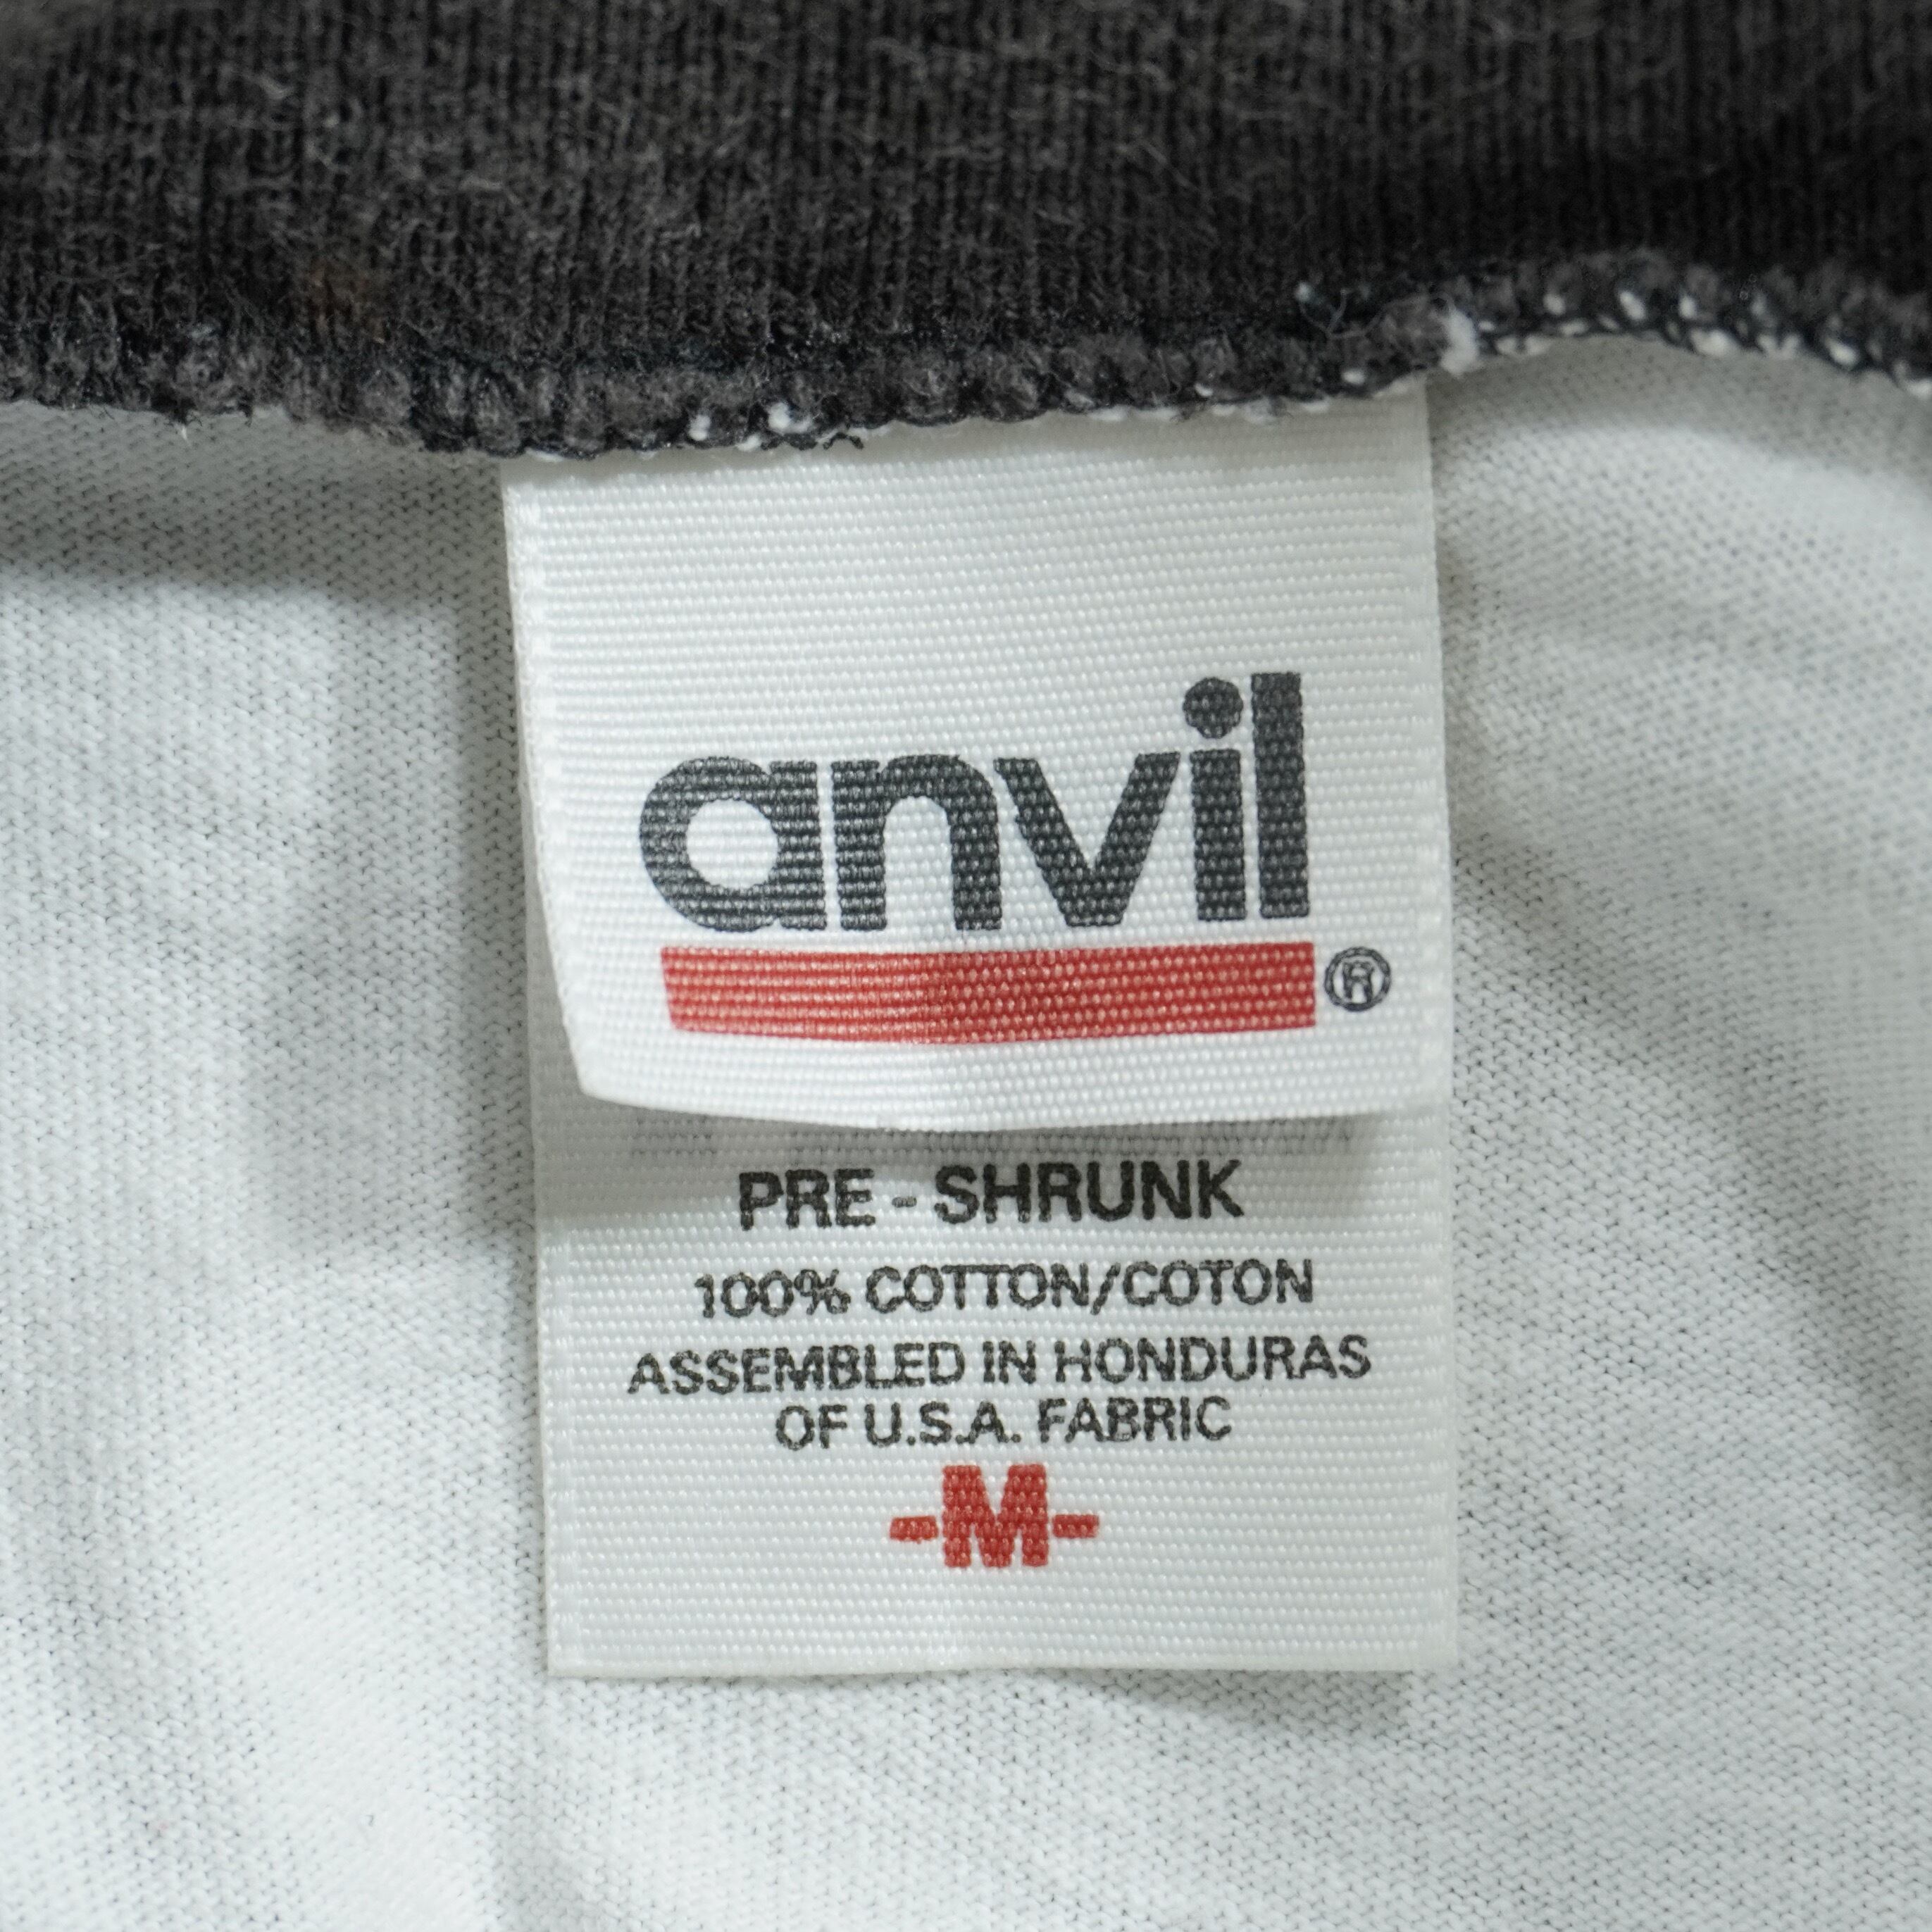 anvil®
PRE - SHRUNK
100% COTTON/COTON
ASSEMBLED IN HONDURAS
OF U.S.A. FABRIC
-M-